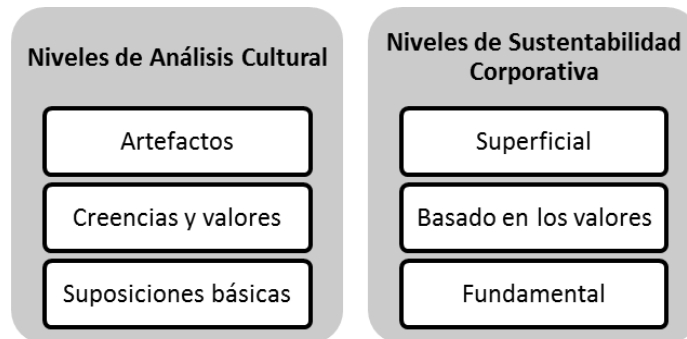 Niveles de Análisis Cultural
Artefactos
Creencias y valores
Suposiciones básicas
Niveles de Sustentabilidad
Corporativa
Superficial
Basado en los valores
Fundamental